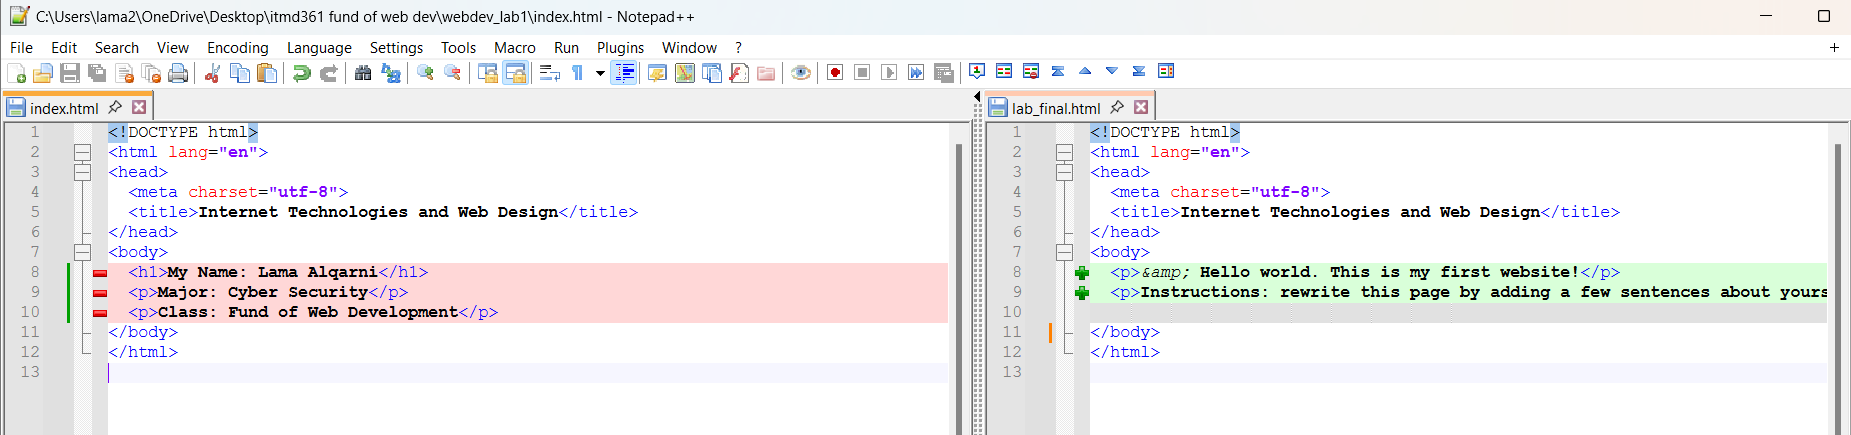 C:\Users\lama2\OneDrive\Desktop\itmd361 fund of web dev\webdev_lab1\index.html - Notepad++
File Edit Search View Encoding Language Settings Tools Macro Run Plugins Window ? +
index.html
1 <!DOCTYPE html>
2 <html lang="en">
3 <head>
4 <meta charset="utf-8">
5 <title>Internet Technologies and Web Design</title>
6 </head>
7 <body>
8 <h1>My Name: Lama Alqarni</h1>
9 <p>Major: Cyber Security</p>
10 <p>Class: Fund of Web Development</p>
11 </body>
12 </html>
13
lab_final.html
1 <!DOCTYPE html>
2 <html lang="en">
3 <head>
4 <meta charset="utf-8">
5 <title>Internet Technologies and Web Design</title>
6 </head>
7 <body>
8 <p>&amp; Hello world. This is my first website!</p>
9 <p>Instructions: rewrite this page by adding a few sentences about yours
10
11 </body>
12 </html>
13